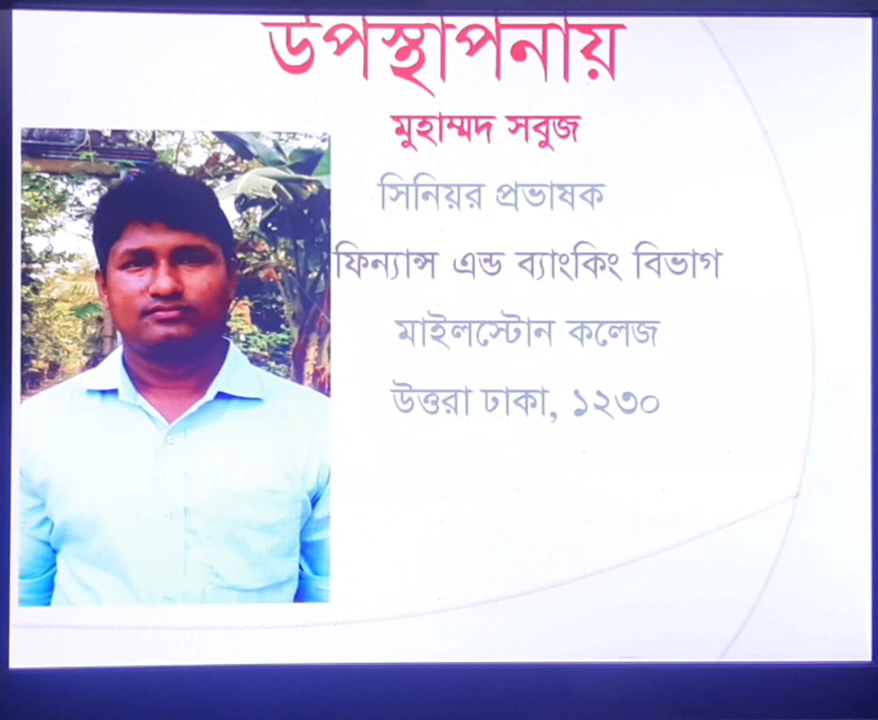 উপস্থাপনায়
মুহাম্মদ সবুজ
সিনিয়র প্রভাষক
ফিন্যান্স এন্ড ব্যাংকিং বিভাগ
মাইলস্টোন কলেজ
উত্তরা ঢাকা, ১২৩০